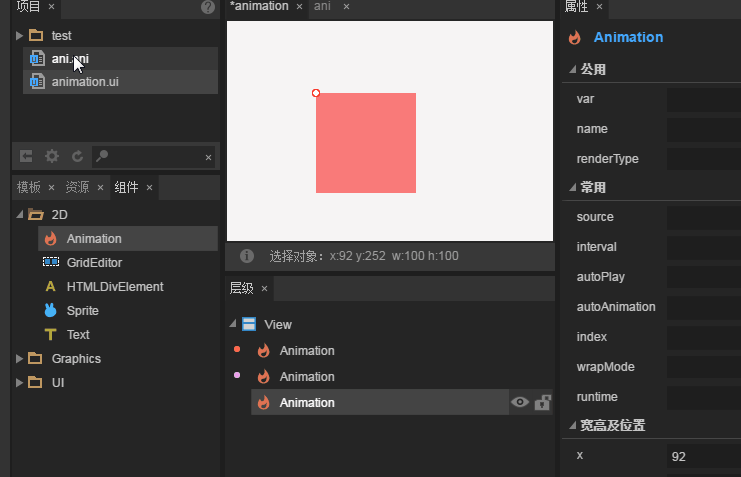 项目 ×
test
ani.ani
animation.ui
×
模板 × 资源 × 组件 ×
2D
Animation
GridEditor
HTMLDivElement
Sprite
Text
Graphics
UI
*animation × ani ×
选择对象：x:92 y:252 w:100 h:100
层级 ×
View
Animation
Animation
Animation
属性 ×
Animation
公用
var
name
renderType
常用
source
interval
autoPlay
autoAnimation
index
wrapMode
runtime
宽高及位置
x 92